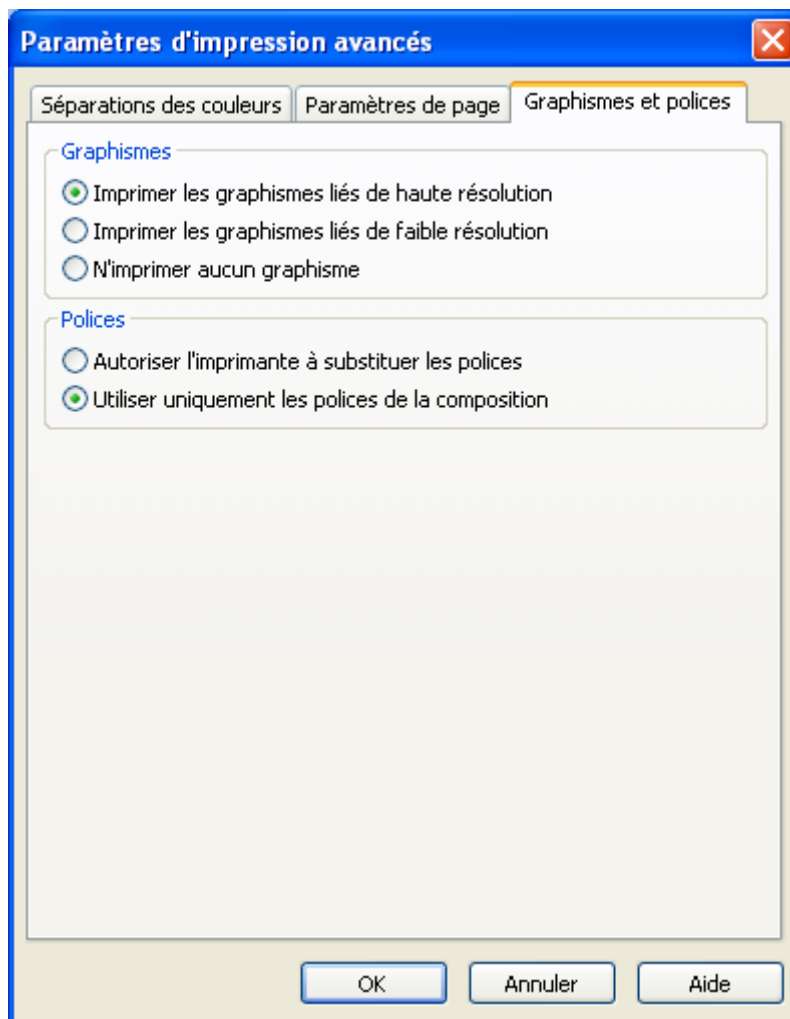 Paramètres d'impression avancés
Séparations des couleurs
Paramètres de page
Graphismes et polices
Graphismes
Imprimer les graphismes liés de haute résolution
Imprimer les graphismes liés de faible résolution
N'imprimer aucun graphisme
Polices
Autoriser l'imprimante à substituer les polices
Utiliser uniquement les polices de la composition
OK
Annuler
Aide